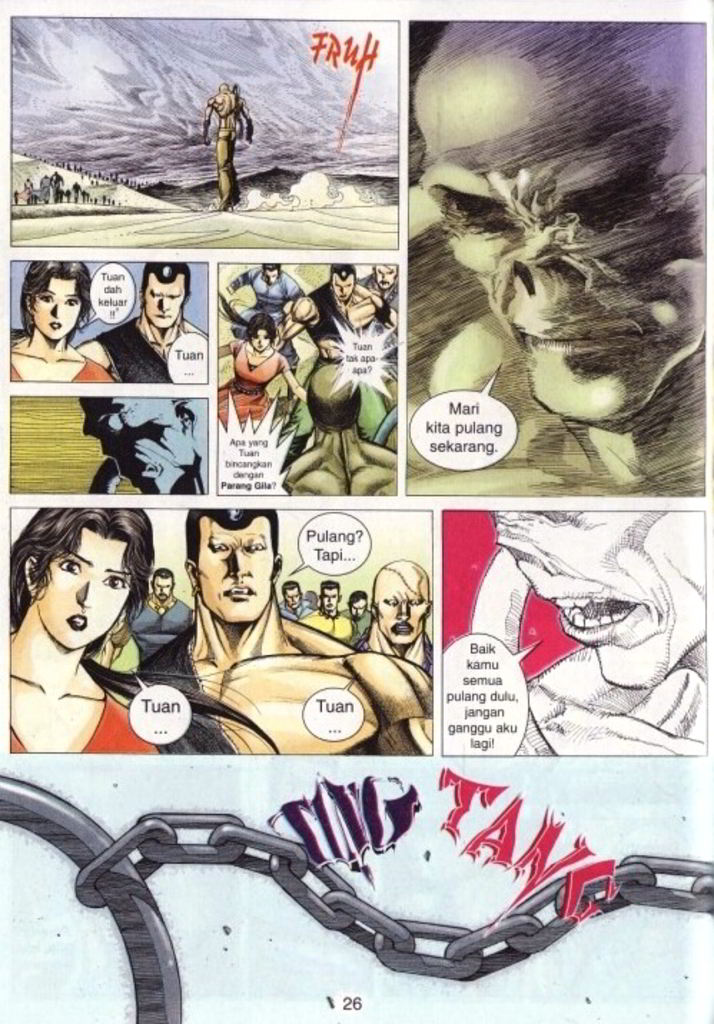 FRUH
Mari
kita pulang
sekarang.
Tuan
dah
keluar
!!
Tuan
...
Tuan
tak apa-
apa?
Apa yang
Tuan
bincangkan
dengan
Parang Gila?
Pulang?
Tapi...
Tuan
...
Tuan
...
Baik
kamu
semua
pulang dulu,
jangan
ganggu aku
lagi!
TING
TANG
26